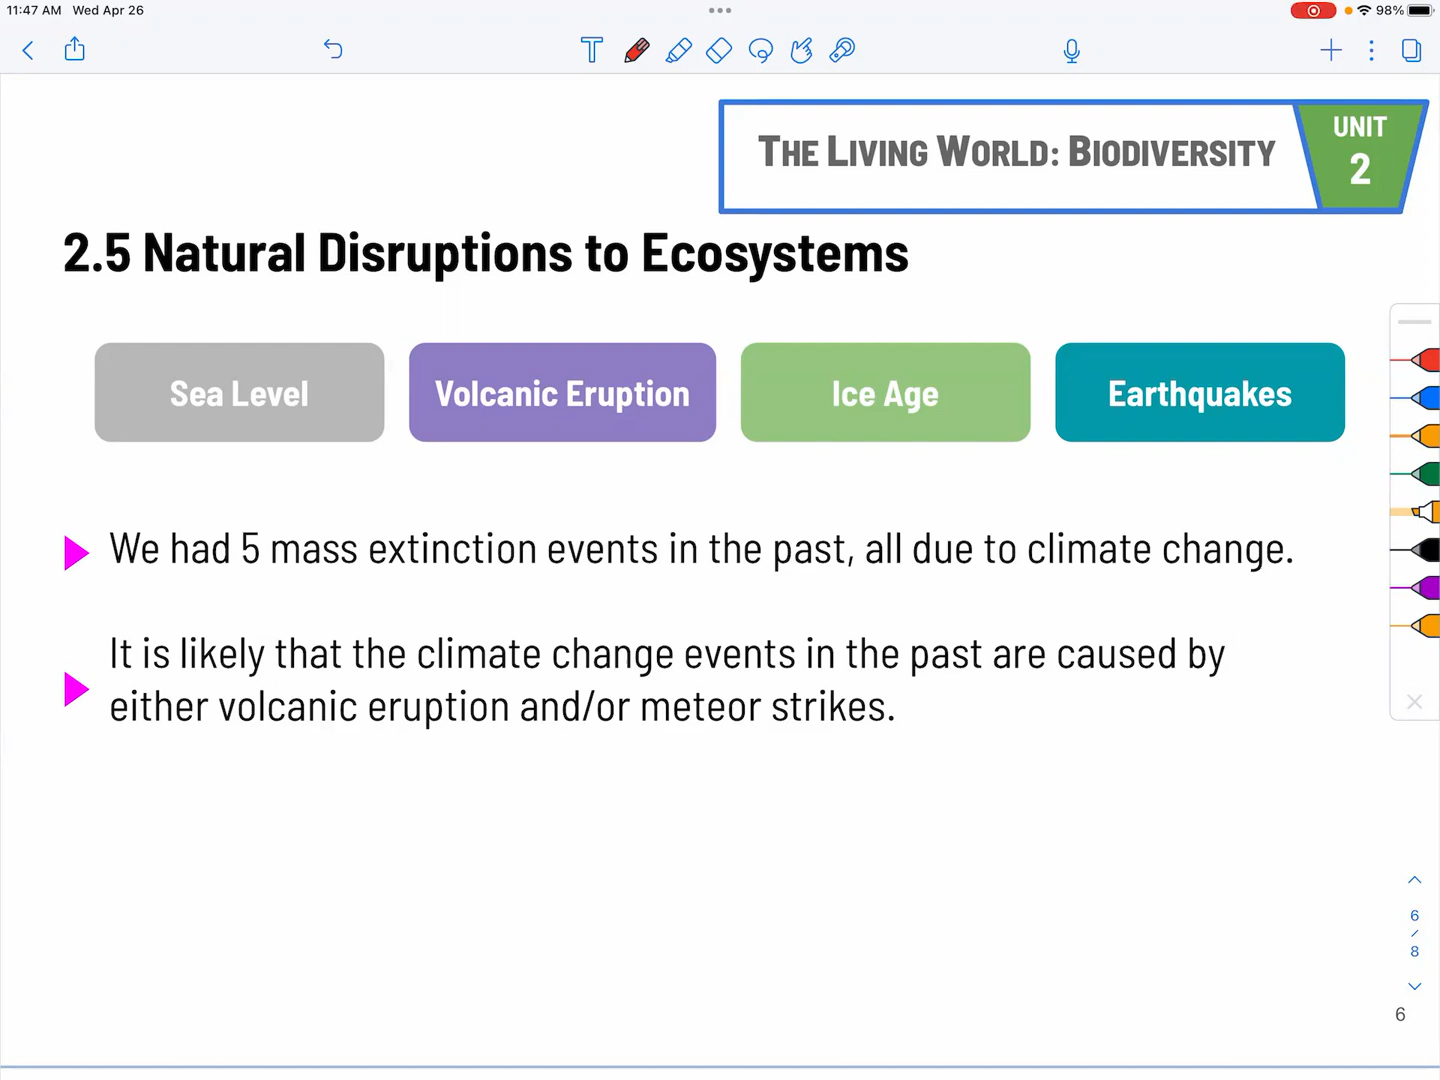 11:47 AM Wed Apr 26
98%
THE LIVING WORLD: BIODIVERSITY
UNIT
2
2.5 Natural Disruptions to Ecosystems
Sea Level
Volcanic Eruption
Ice Age
Earthquakes
We had 5 mass extinction events in the past, all due to climate change.
It is likely that the climate change events in the past are caused by
either volcanic eruption and/or meteor strikes.
6
/
8
6